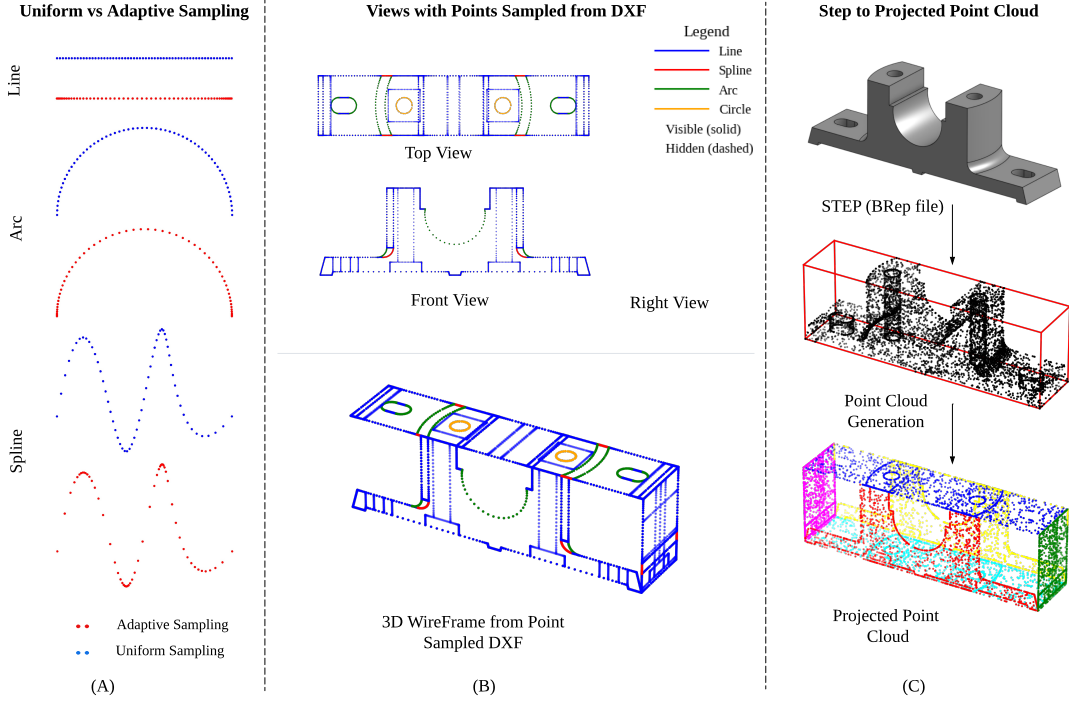 Uniform vs Adaptive Sampling
Line
Arc
Spline
Adaptive Sampling
Uniform Sampling
(A)
Views with Points Sampled from DXF
Legend
Line
Spline
Arc
Circle
Visible (solid)
Hidden (dashed)
Top View
Front View
Right View
3D WireFrame from Point
Sampled DXF
(B)
Step to Projected Point Cloud
STEP (BRep file)
Point Cloud
Generation
Projected Point
Cloud
(C)